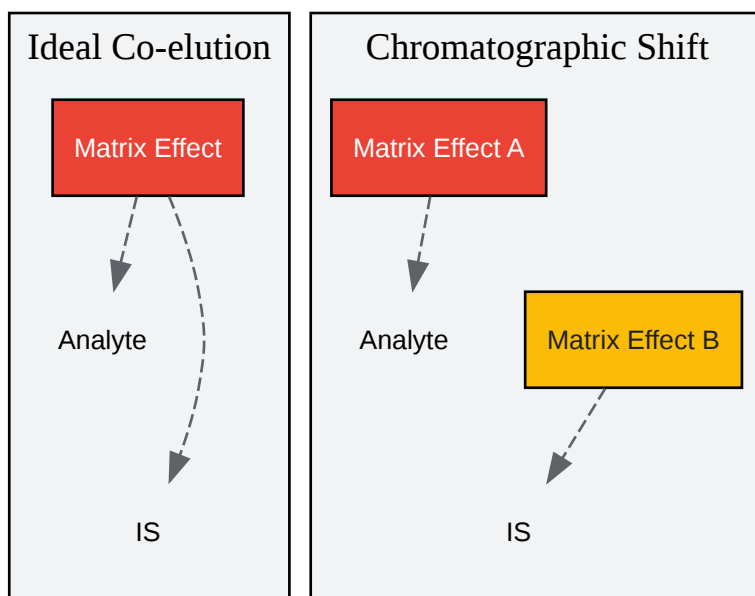 Ideal Co-elution
Matrix Effect
Analyte
IS
Chromatographic Shift
Matrix Effect A
Analyte
Matrix Effect B
IS